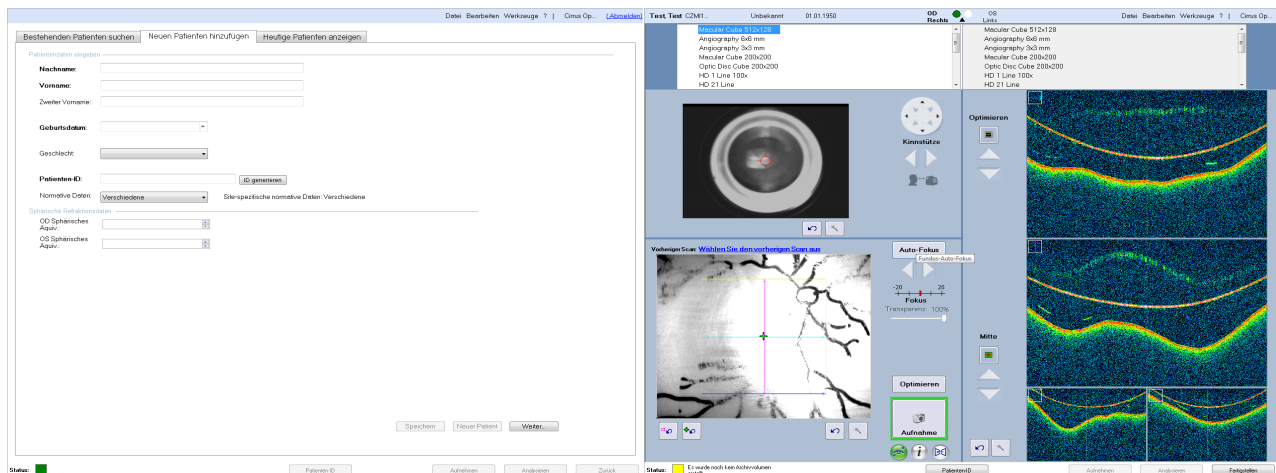 Datei Bearbeiten Werkzeuge ? | Cirrus Op... (Abmelden)
Bestehenden Patienten suchen
Neuen Patienten hinzufügen
Heutige Patienten anzeigen
Patientendaten eingeben
Nachname:
Vorname:
Zweiter Vorname:
Geburtsdatum:
Geschlecht:
Patienten-ID:
ID generieren
Normative Daten:
Verschiedene
Site-spezifische normative Daten: Verschiedene
Sphärische Refraktionsdaten
OD Sphärisches
Äquiv.:
OS Sphärisches
Äquiv.:
Speichern
Neuer Patient
Weiter...
Status:
Patienten-ID
Aufnehmen
Analysieren
Zurück
Test, Test CZMI1... Unbekannt 01.01.1950
OD
Rechts
OS
Links
Datei Bearbeiten Werkzeuge ? | Cirrus Op...
Macular Cube 512x128
Angiography 6x6 mm
Angiography 3x3 mm
Macular Cube 200x200
Optic Disc Cube 200x200
HD 1 Line 100x
HD 21 Line
Macular Cube 512x128
Angiography 6x6 mm
Angiography 3x3 mm
Macular Cube 200x200
Optic Disc Cube 200x200
HD 1 Line 100x
HD 21 Line
Kinnstütze
Optimieren
Vorheriger Scan: Wählen Sie den vorherigen Scan aus
Auto-Fokus
Fundus-Auto-Fokus
-20 20
Fokus
Transparenz: 100%
Mitte
Optimieren
Aufnahme
Status:
Es wurde noch kein Archivvolumen
Patienten-ID
Aufnehmen
Analysieren
Fertigstellen